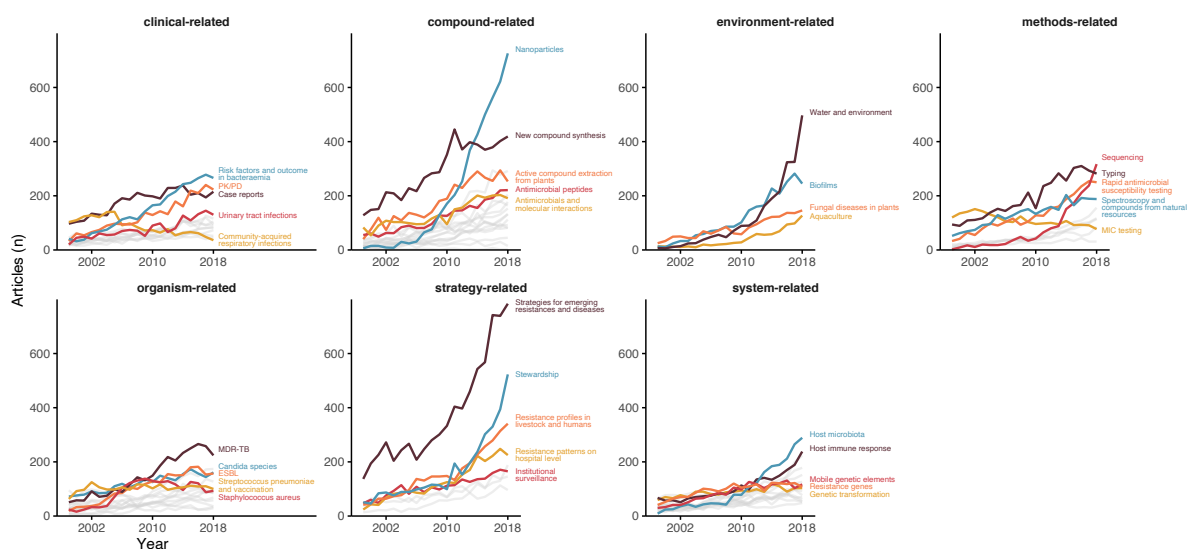 clinical-related
compound-related
environment-related
methods-related
Articles (n)
600
400
200
0
2002
2010
2018
Risk factors and outcome
in bacteraemia
PK/PD
Case reports
Urinary tract infections
Community-acquired
respiratory infections
600
400
200
0
2002
2010
2018
Nanoparticles
New compound synthesis
Active compound extraction
from plants
Antimicrobial peptides
Antimicrobials and
molecular interactions
600
400
200
0
2002
2010
2018
Water and environment
Biofilms
Fungal diseases in plants
Aquaculture
600
400
200
0
2002
2010
2018
Sequencing
Typing
Rapid antimicrobial
susceptibility testing
Spectroscopy and
compounds from natural
resources
MIC testing
organism-related
strategy-related
system-related
600
400
200
0
2002
2010
2018
MDR-TB
Candida species
ESBL
Streptococcus pneumoniae
and vaccination
Staphylococcus aureus
600
400
200
0
2002
2010
2018
Strategies for emerging
resistances and diseases
Stewardship
Resistance profiles in
livestock and humans
Resistance patterns on
hospital level
Institutional
surveillance
600
400
200
0
2002
2010
2018
Host microbiota
Host immune response
Mobile genetic elements
Resistance genes
Genetic transformation
Year